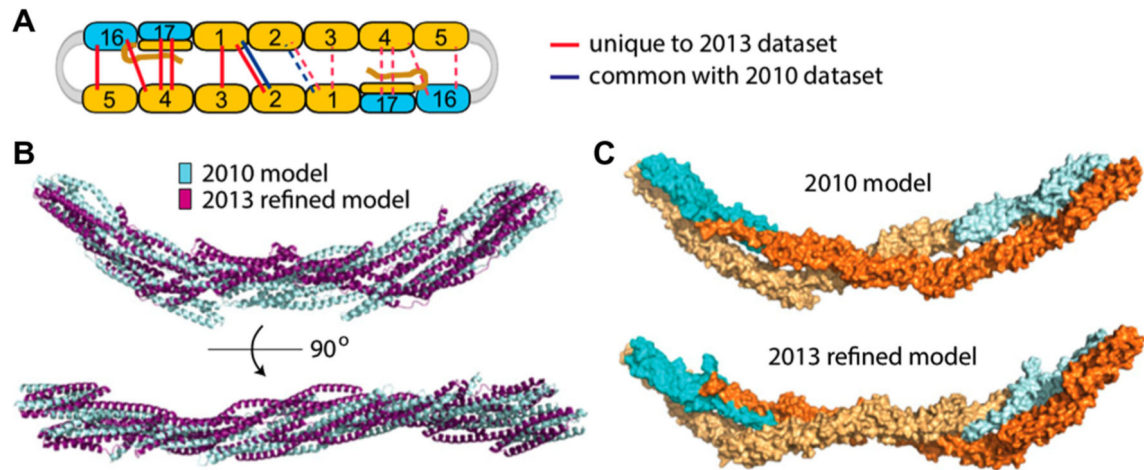 A
16 17 1 2 3 4 5
5 4 3 2 1 17 16
unique to 2013 dataset
common with 2010 dataset
B
2010 model
2013 refined model
90°
C
2010 model
2013 refined model